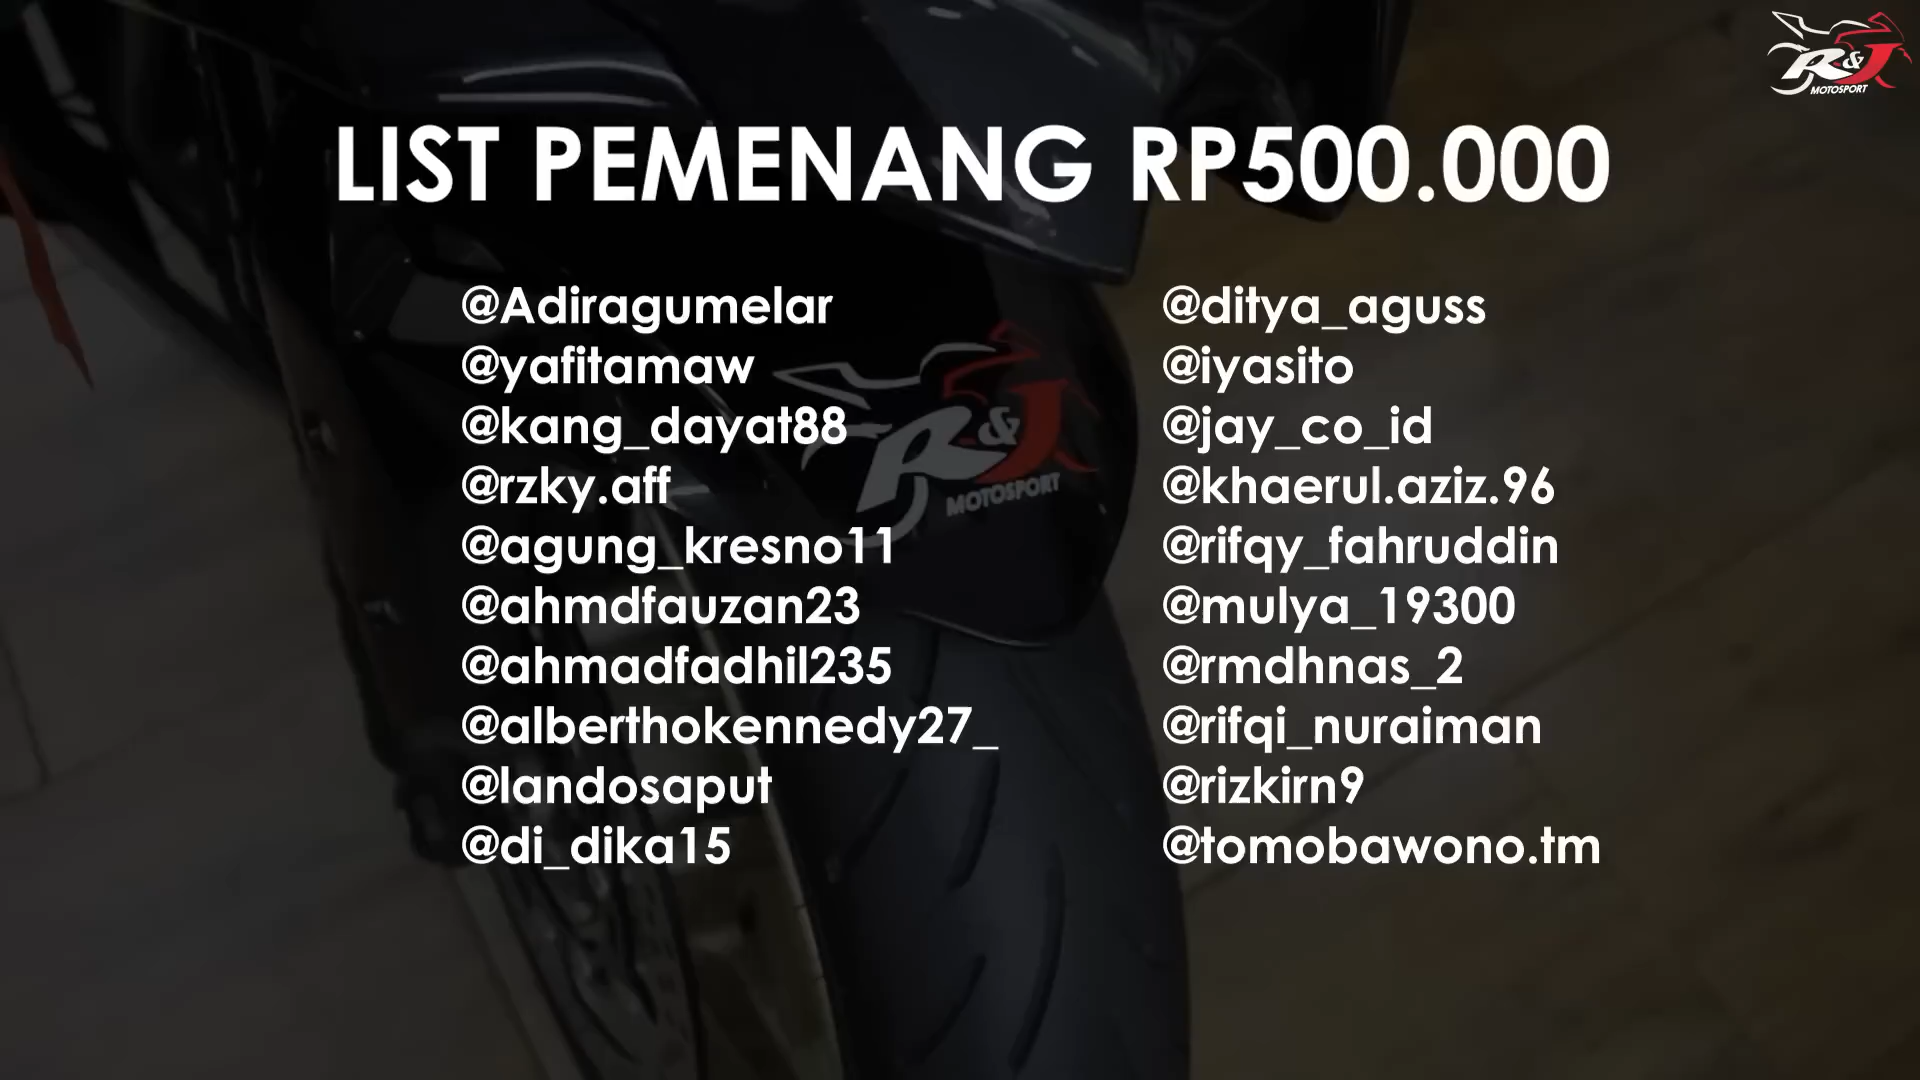 R&J
MOTOSPORT
LIST PEMENANG RP500.000
@Adiragumelar
@yafitamaw
@kang_dayat88
@rzky.aff
@agung_kresno11
@ahmdfauzan23
@ahmadfadhil235
@alberthokennedy27_
@landosaput
@di_dika15
@ditya_aguss
@iyasito
@jay_co_id
@khaerul.aziz.96
@rifqy_fahruddin
@mulya_19300
@rmdhnas_2
@rifqi_nuraiman
@rizkirn9
@tomobawono.tm
R&J
MOTOSPORT